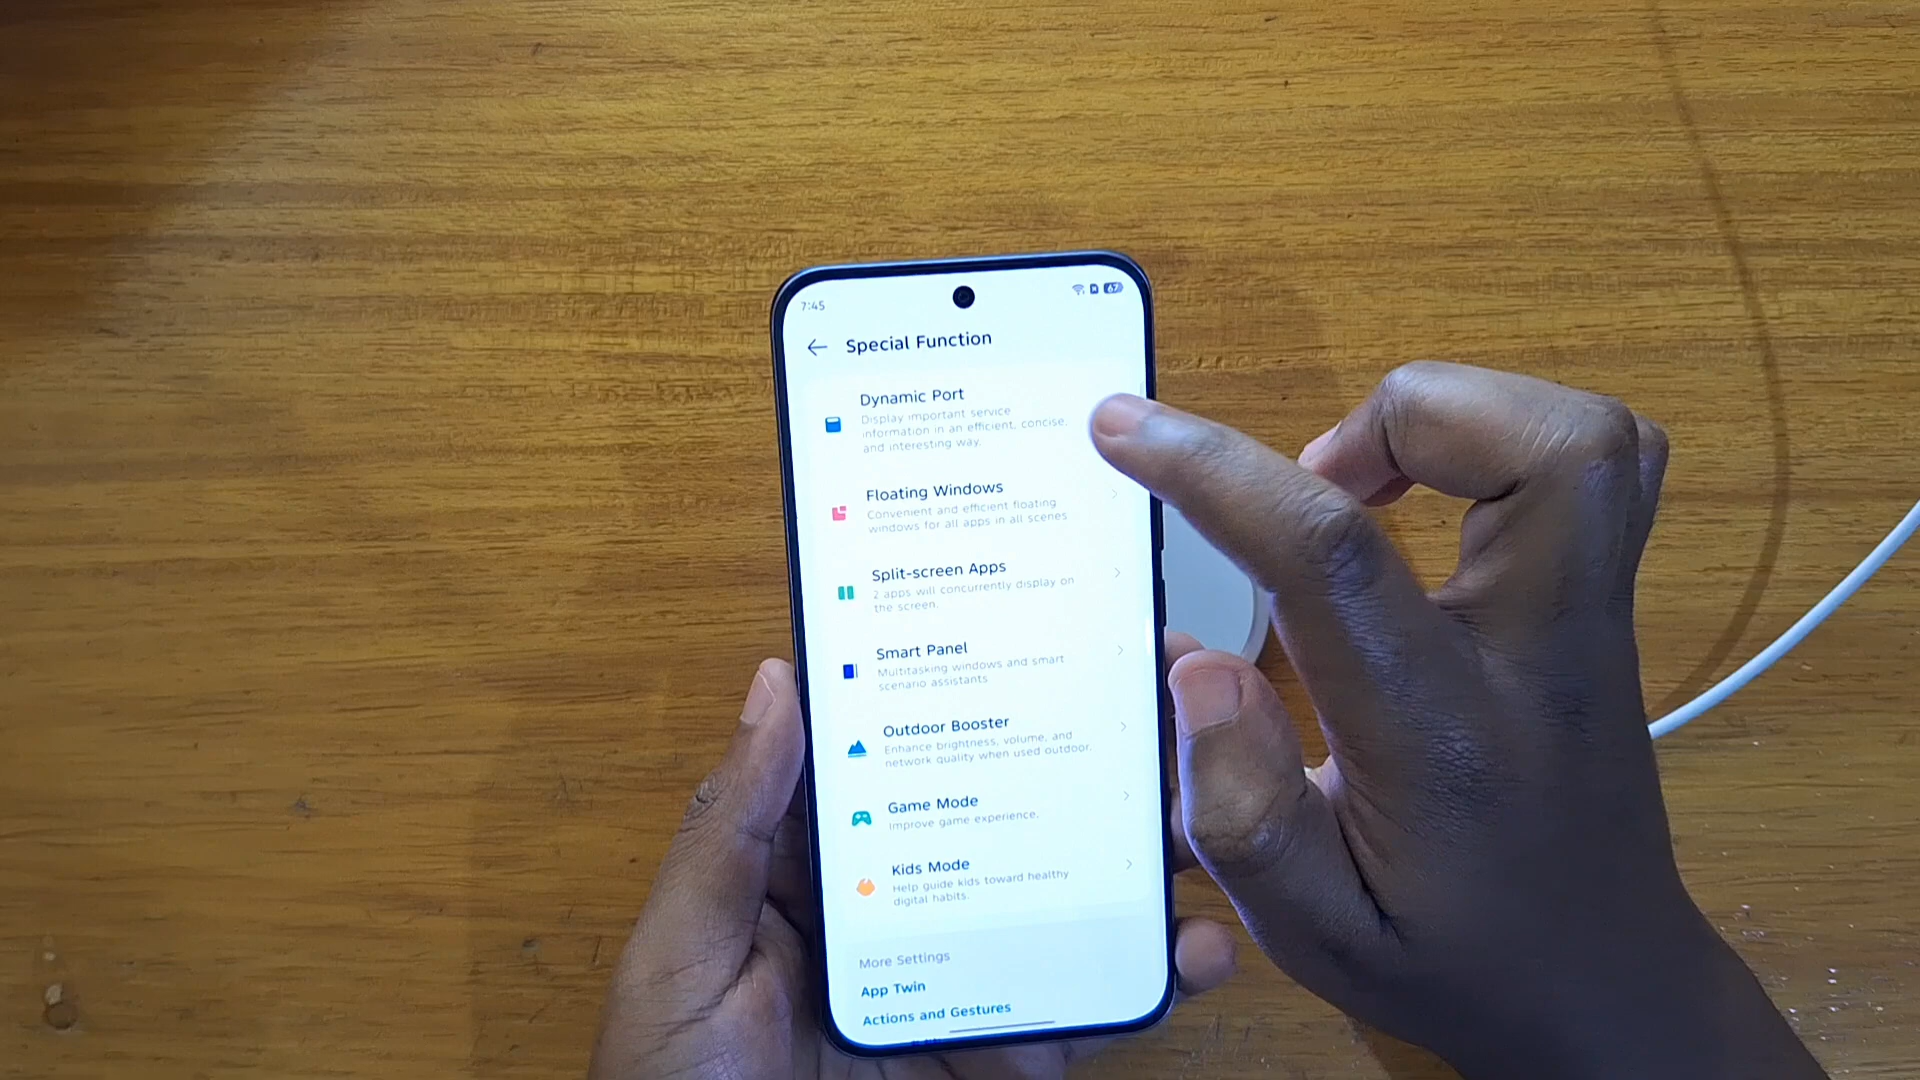 7:45
67
Special Function
Dynamic Port
Display important service
information in an efficient, concise,
and interesting way.
Floating Windows
Convenient and efficient floating
windows for all apps in all scenes
Split-screen Apps
2 apps will concurrently display on
the screen.
Smart Panel
Multitasking windows and smart
scenario assistants
Outdoor Booster
Enhance brightness, volume, and
network quality when used outdoor.
Game Mode
Improve game experience.
Kids Mode
Help guide kids toward healthy
digital habits.
More Settings
App Twin
Actions and Gestures